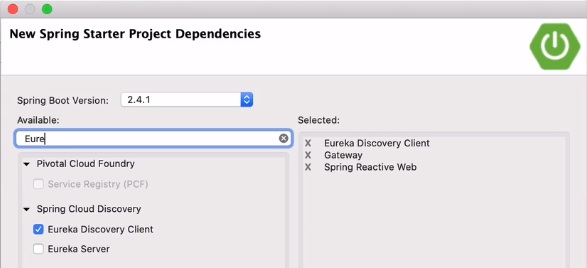 New Spring Starter Project Dependencies
Spring Boot Version: 2.4.1
Available:
Eure
Pivotal Cloud Foundry
Service Registry (PCF)
Spring Cloud Discovery
Eureka Discovery Client
Eureka Server
Selected:
X Eureka Discovery Client
X Gateway
X Spring Reactive Web